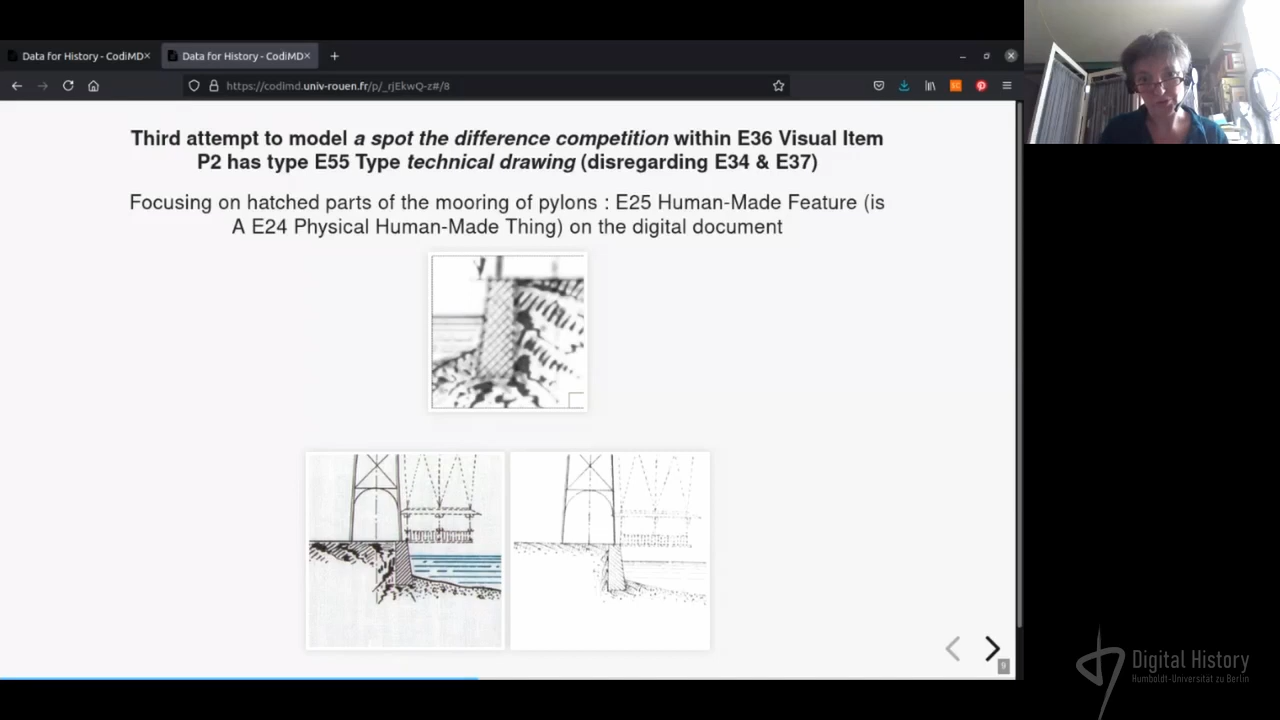 Data for History - CodiMD×
Data for History - CodiMD×
https://codimd.univ-rouen.fr/p/_rjEkwQ-z#/8
Third attempt to model a spot the difference competition within E36 Visual Item
P2 has type E55 Type technical drawing (disregarding E34 & E37)
Focusing on hatched parts of the mooring of pylons : E25 Human-Made Feature (is
A E24 Physical Human-Made Thing) on the digital document
9
Digital History
Humboldt-Universität zu Berlin